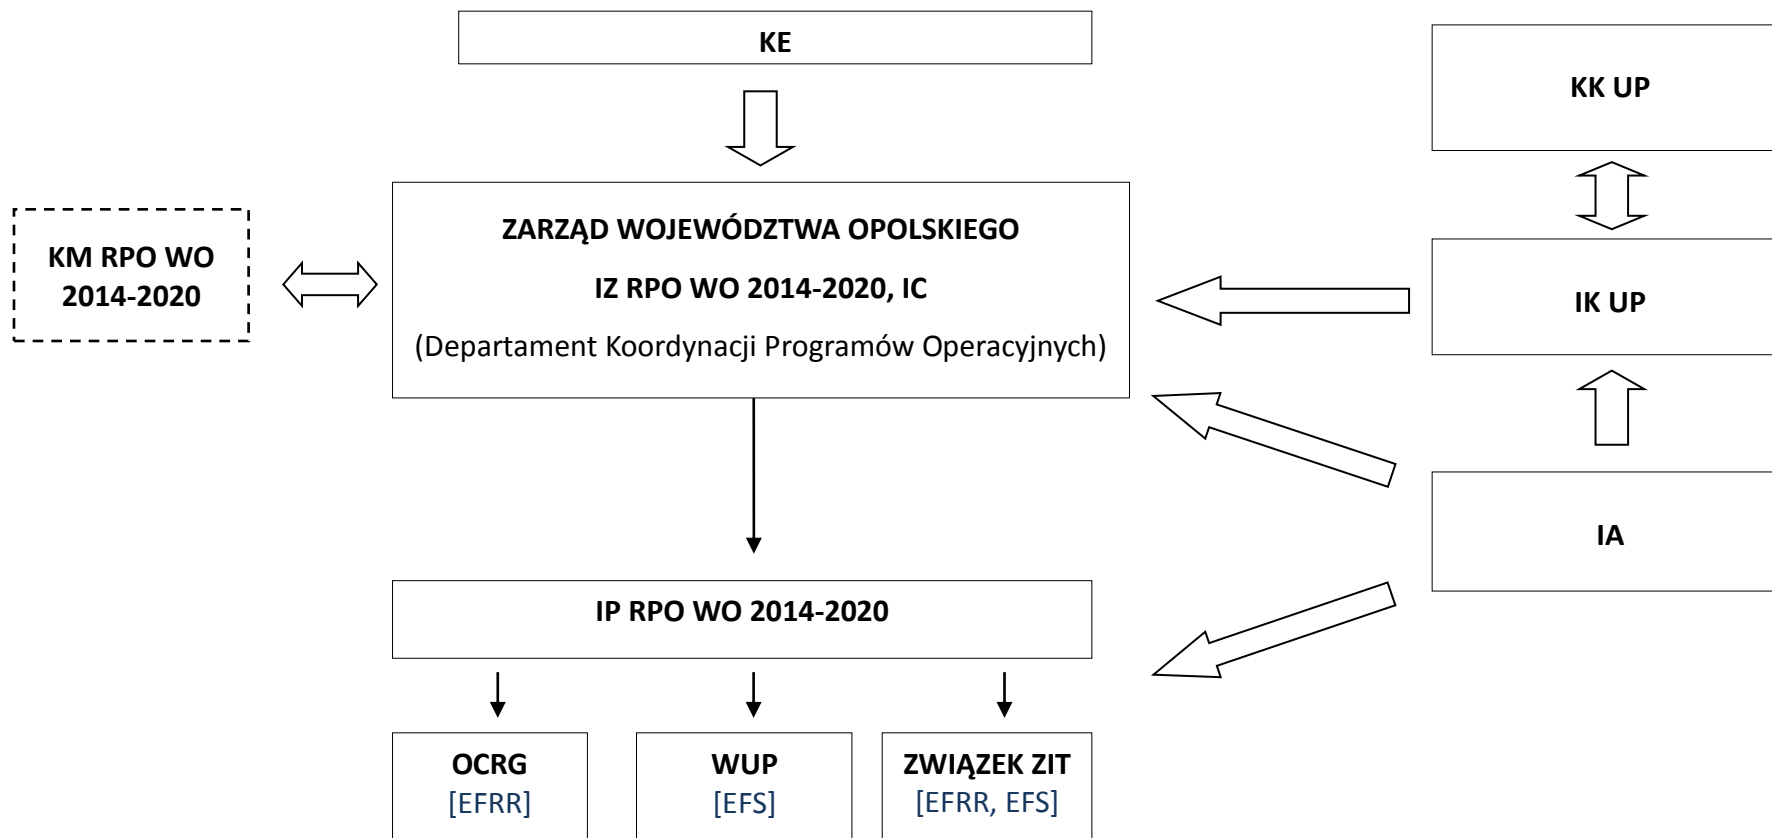 KE
KK UP
ZARZĄD WOJEWÓDZTWA OPOLSKIEGO
IZ RPO WO 2014-2020, IC
(Departament Koordynacji Programów Operacyjnych)
KM RPO WO
2014-2020
IK UP
IA
IP RPO WO 2014-2020
OCRG
[EFRR]
WUP
[EFS]
ZWIĄZEK ZIT
[EFRR, EFS]